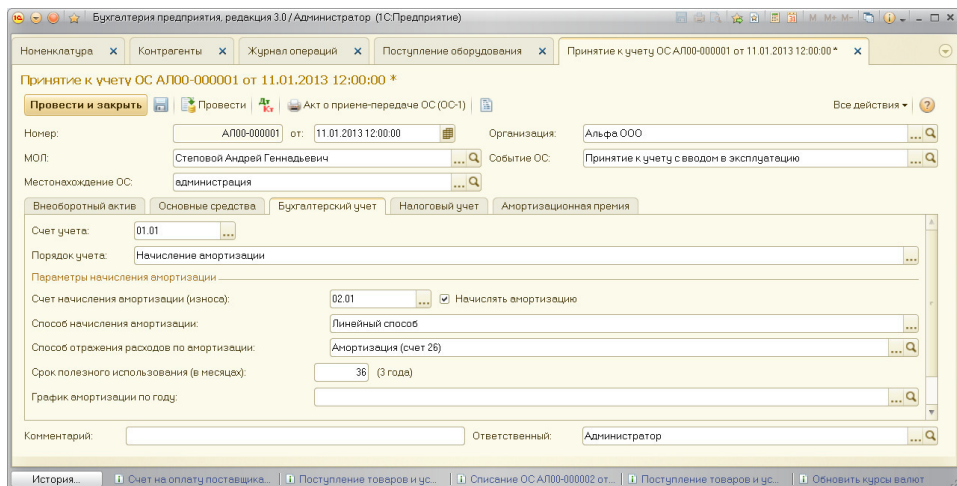 Бухгалтерия предприятия, редакция 3.0 / Администратор (1С:Предприятие) M M+ M-
Номенклатура Контрагенты Журнал операций Поступление оборудования Принятие к учету ОС АЛ00-000001 от 11.01.2013 12:00:00 *
Принятие к учету ОС АЛ00-000001 от 11.01.2013 12:00:00 *
Провести и закрыть Провести Дт Кт Акт о приеме-передаче ОС (ОС-1) Все действия
Номер: АЛ00-000001 от: 11.01.2013 12:00:00 Организация: Альфа ООО
МОЛ: Степовой Андрей Геннадьевич Событие ОС: Принятие к учету с вводом в эксплуатацию
Местонахождение ОС: администрация
Внеоборотный актив Основные средства Бухгалтерский учет Налоговый учет Амортизационная премия
Счет учета: 01.01
Порядок учета: Начисление амортизации
Параметры начисления амортизации
Счет начисления амортизации (износа): 02.01 Начислять амортизацию
Способ начисления амортизации: Линейный способ
Способ отражения расходов по амортизации: Амортизация (счет 26)
Срок полезного использования (в месяцах): 36 (3 года)
График амортизации по году:
Комментарий: Ответственный: Администратор
История... Счет на оплату поставщика... Поступление товаров и ус... Списание ОС АЛ00-000002 от... Поступление товаров и ус... Обновить курсы валют